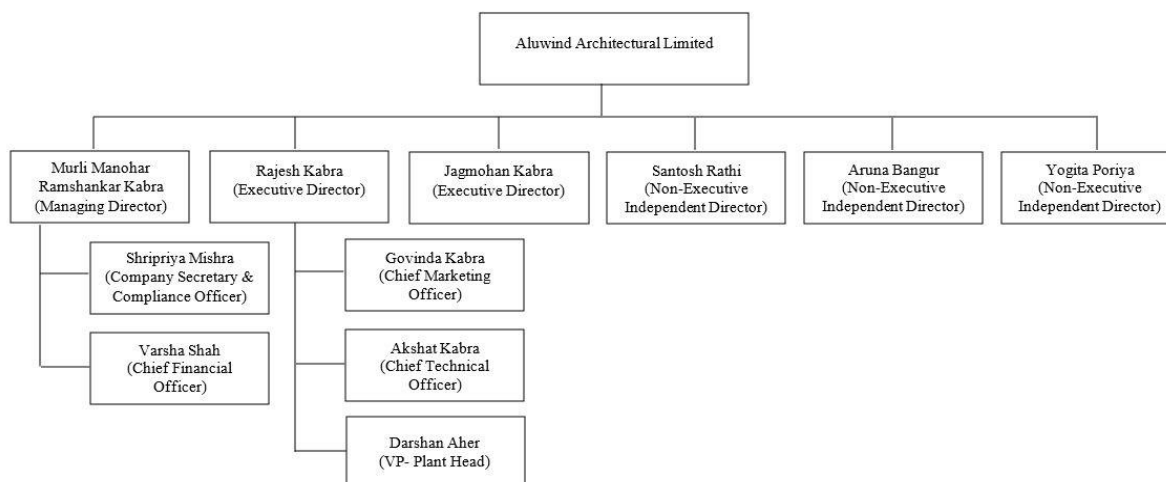 Aluwind Architectural Limited
Murli Manohar
Ramshankar Kabra
(Managing Director)
Rajesh Kabra
(Executive Director)
Jagmohan Kabra
(Executive Director)
Santosh Rathi
(Non-Executive
Independent Director)
Aruna Bangur
(Non-Executive
Independent Director)
Yogita Poriya
(Non-Executive
Independent Director)
Shripriya Mishra
(Company Secretary &
Compliance Officer)
Varsha Shah
(Chief Financial
Officer)
Govinda Kabra
(Chief Marketing
Officer)
Akshat Kabra
(Chief Technical
Officer)
Darshan Aher
(VP- Plant Head)